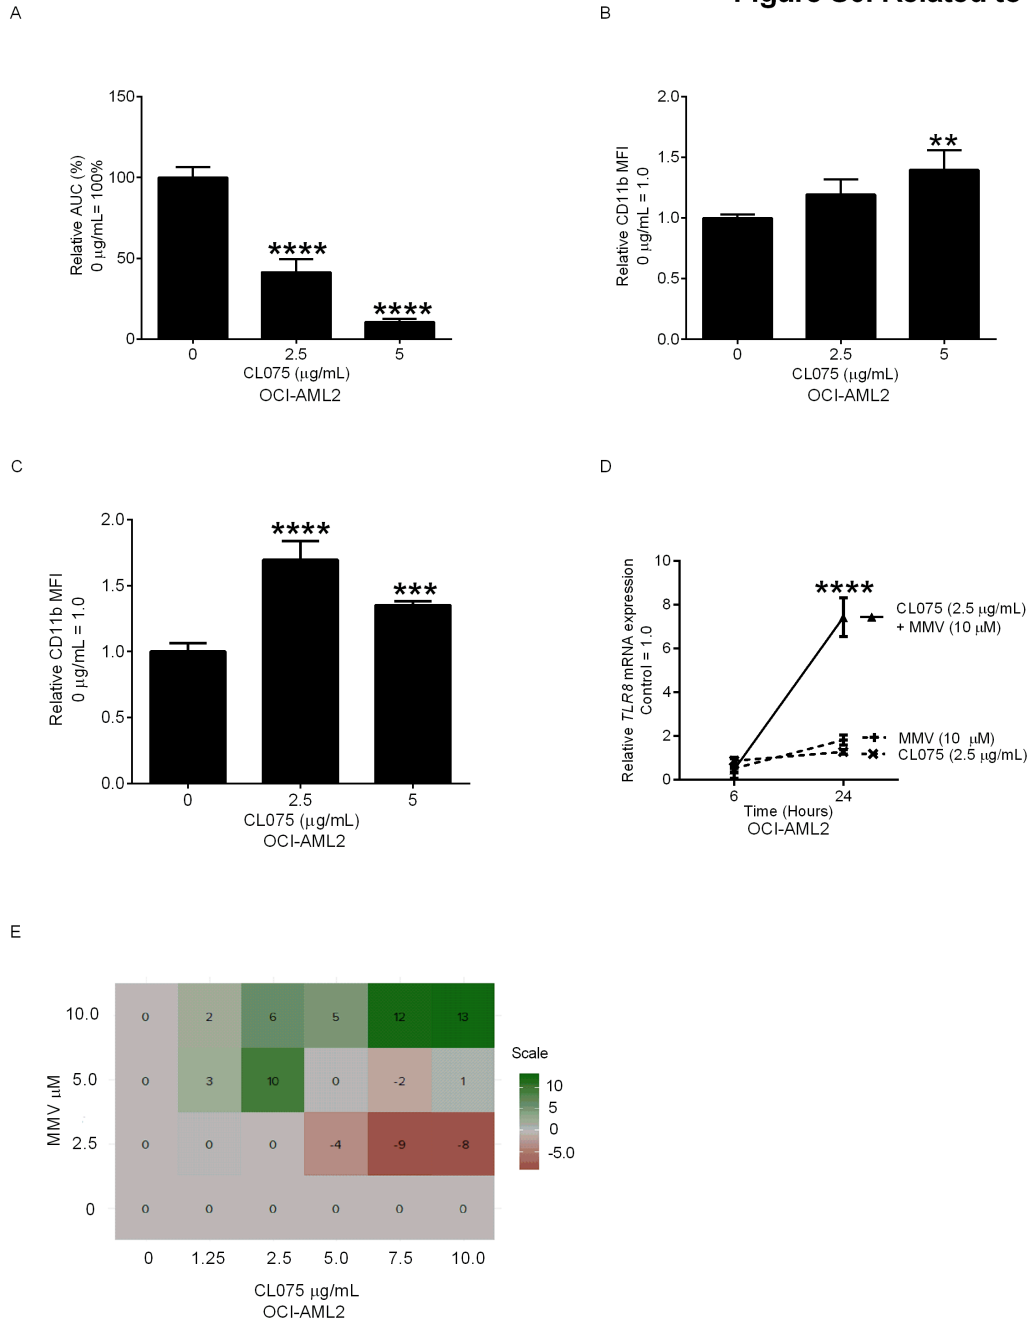 A
150
100
50
0
Relative AUC (%)
0 μg/mL= 100%
****
****
0 2.5 5
CL075 (μg/mL)
OCI-AML2
B
2.0
1.5
1.0
0.5
0.0
Relative CD11b MFI
0 μg/mL = 1.0
**
0 2.5 5
CL075 (μg/mL)
OCI-AML2
C
2.0
1.5
1.0
0.5
0.0
Relative CD11b MFI
0 μg/mL = 1.0
****
***
0 2.5 5
CL075 (μg/mL)
OCI-AML2
D
10
8
6
4
2
0
Relative TLR8 mRNA expression
Control = 1.0
****
CL075 (2.5 μg/mL)
+ MMV (10 μM)
MMV (10 μM)
CL075 (2.5 μg/mL)
6 24
Time (Hours)
OCI-AML2
E
MMV μM
10.0 0 2 6 5 12 13
5.0 0 3 10 0 -2 1
2.5 0 0 0 -4 -9 -8
0 0 0 0 0 0 0
0 1.25 2.5 5.0 7.5 10.0
CL075 μg/mL
OCI-AML2
Scale
10
5
0
-5.0